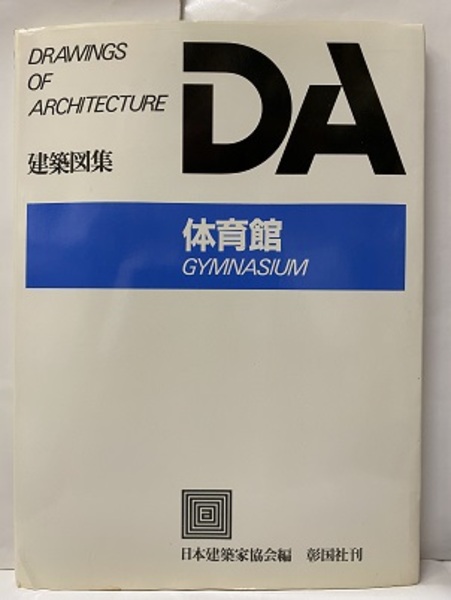 DRAWINGS
OF
ARCHITECTURE
DA
建築図集
体育館
GYMNASIUM
日本建築家協会編 彰国社刊